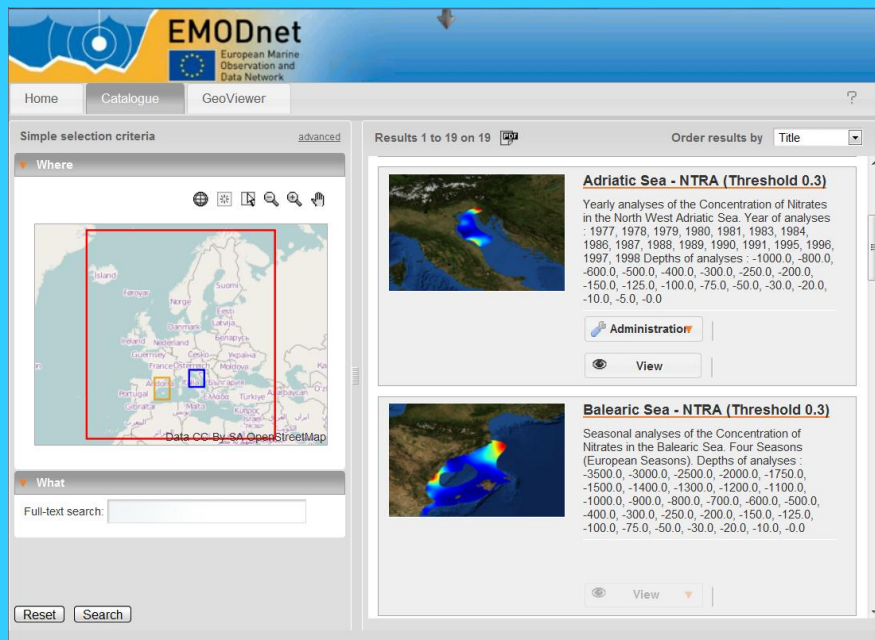 EMODnet
European Marine
Observation and
Data Network
Home
Catalogue
GeoViewer
?
Simple selection criteria
advanced
Where
Ísland
Føroyar
Norge
Suomi
Eesti
Latvija
Danmark
Беларусь
Ireland
Nederland
Guernsey
Česko
Україна
France
Österreich
Moldova
Andorra
България
Portugal
Ελλάδα
Türkiye
Azərbaycan
Gibraltar
Malta
Κύπρος
Data CC-By-SA OpenStreetMap
What
Full-text search:
Reset
Search
Results 1 to 19 on 19
PDF
Order results by
Title
Adriatic Sea - NTRA (Threshold 0.3)
Yearly analyses of the Concentration of Nitrates
in the North West Adriatic Sea. Year of analyses
: 1977, 1978, 1979, 1980, 1981, 1983, 1984,
1986, 1987, 1988, 1989, 1990, 1991, 1995, 1996,
1997, 1998 Depths of analyses : -1000.0, -800.0,
-600.0, -500.0, -400.0, -300.0, -250.0, -200.0,
-150.0, -125.0, -100.0, -75.0, -50.0, -30.0, -20.0,
-10.0, -5.0, -0.0
Administration
View
Balearic Sea - NTRA (Threshold 0.3)
Seasonal analyses of the Concentration of
Nitrates in the Balearic Sea. Four Seasons
(European Seasons). Depths of analyses :
-3500.0, -3000.0, -2500.0, -2000.0, -1750.0,
-1500.0, -1400.0, -1300.0, -1200.0, -1100.0,
-1000.0, -900.0, -800.0, -700.0, -600.0, -500.0,
-400.0, -300.0, -250.0, -200.0, -150.0, -125.0,
-100.0, -75.0, -50.0, -30.0, -20.0, -10.0, -0.0
View